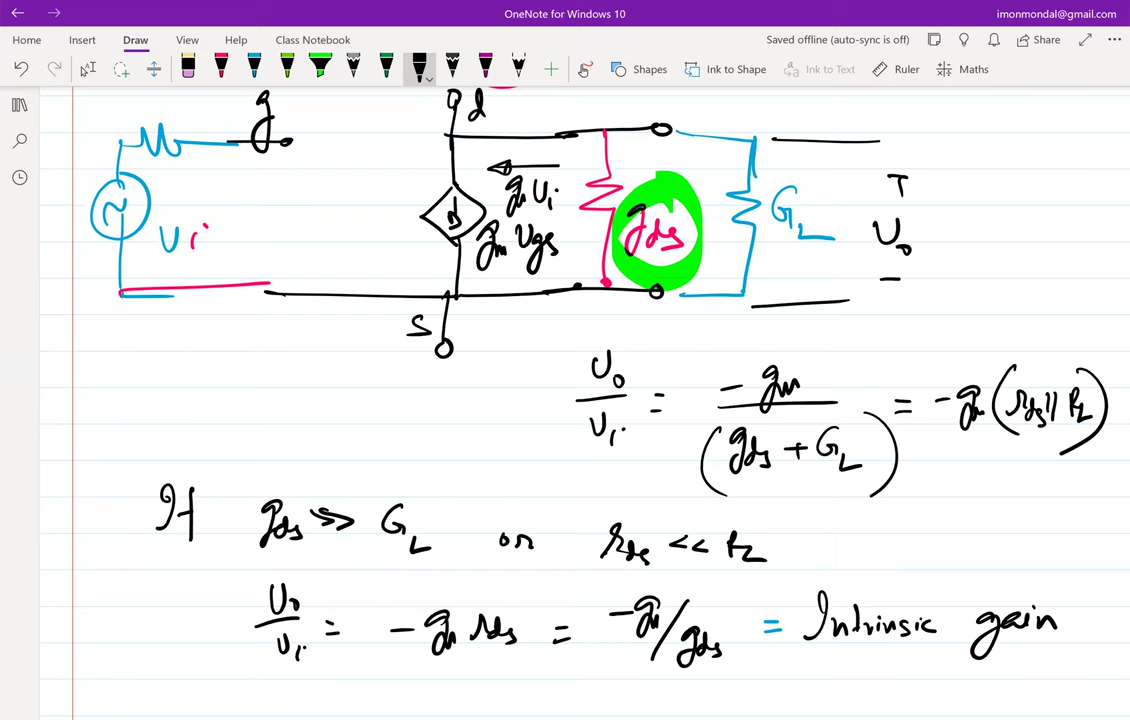 OneNote for Windows 10
imonmondal@gmail.com
Home Insert Draw View Help Class Notebook
Saved offline (auto-sync is off) Share
Shapes Ink to Shape Ink to Text Ruler Maths
d
g
gm vi
gm vgs
gds
GL
+
vo
-
vi
s
vo/vi = -gm/(gds + GL) = -gm(rds || RL)
If gds >> GL or rds << RL
vo/vi = -gm rds = -gm/gds = Intrinsic gain